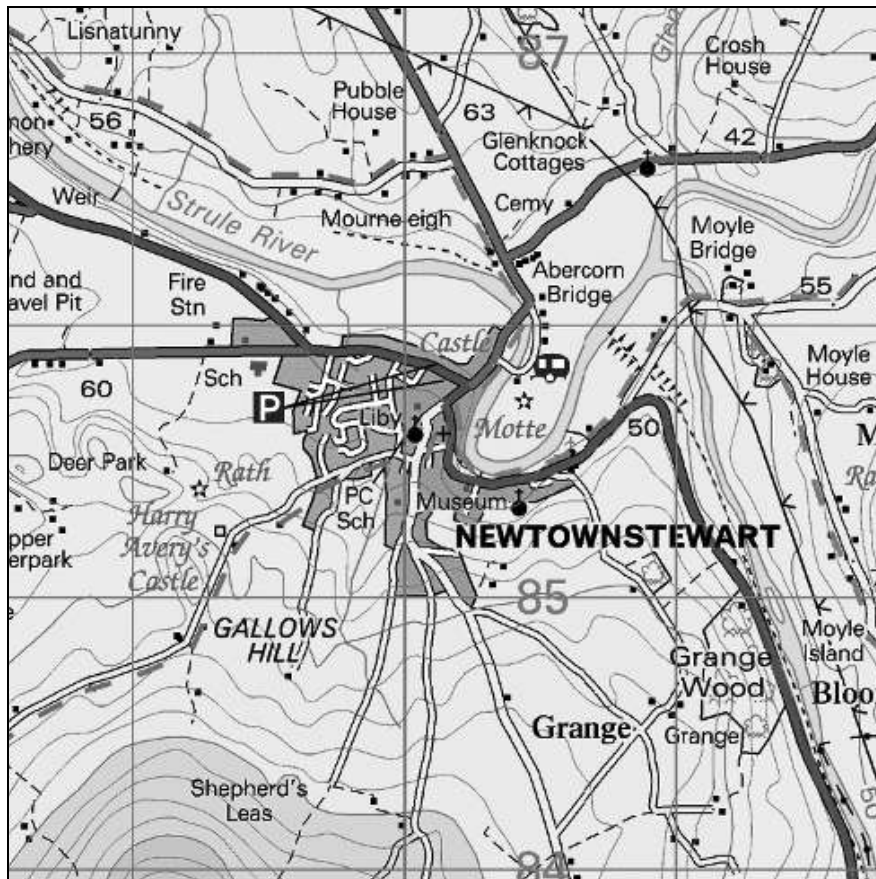 Lisnatunny
87
Glen
Crosh
House
Pubble
House
63
56
Glenknock
Cottages
42
Weir
Strule River
Mourne
eigh
Cemy
Moyle
Bridge
Fire
Stn
Abercorn
Bridge
55
Castle
Sch
60
P
Liby
Motte
50
Moyle
House
M
Deer Park
Rath
PC
Sch
Museum
Harry
Avery's
Castle
NEWTOWNSTEWART
85
GALLOWS
HILL
Moyle
Island
Grange
Wood
Grange
Grange
Shepherd's
Leas
84
50